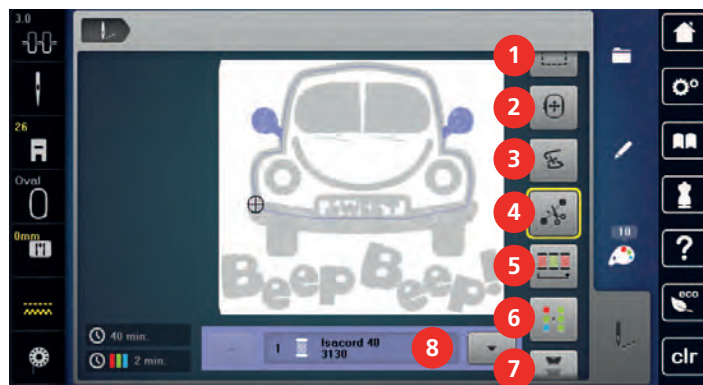 3.0
26
Oval
0mm
SWEET
Beep Beep!
40 min.
2 min.
1 Isacord 40
3130
1
2
3
4
5
6
7
8
10
?
eco
clr